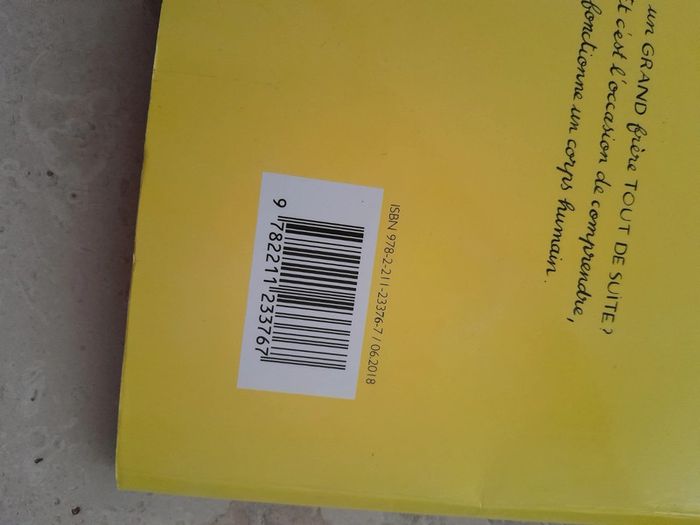 un GRAND frère TOUT DE SUITE?
Et c'est l'occasion de comprendre,
fonctionne un corps humain.
ISBN 978-2-211-23376-7 / 06.2018
9 782211 233767